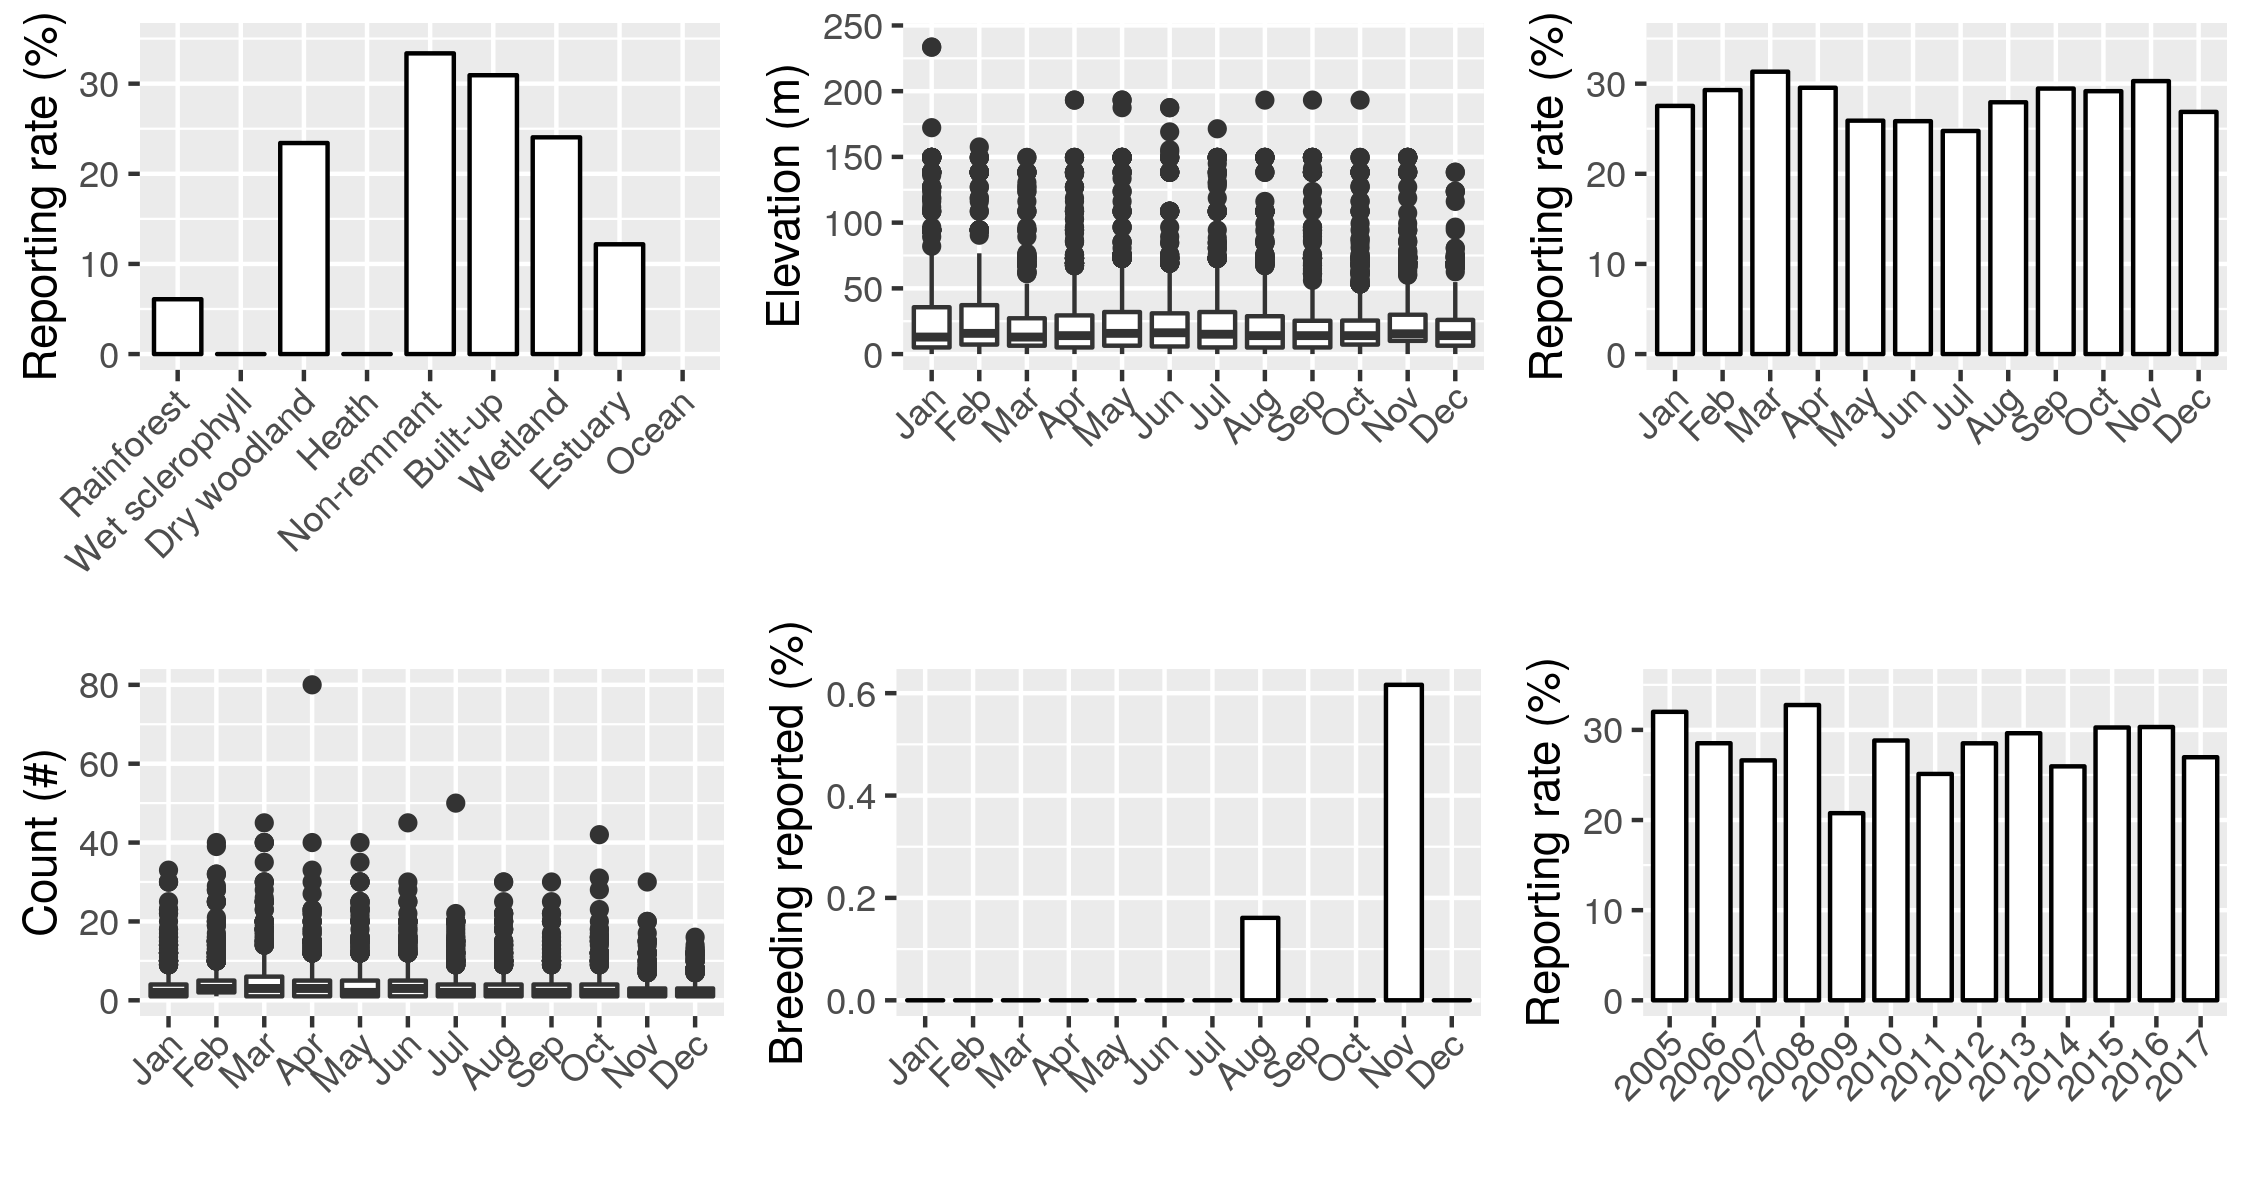 Reporting rate (%)
30
20
10
0
Rainforest
Wet sclerophyll
Dry woodland
Heath
Non-remnant
Built-up
Wetland
Estuary
Ocean
Elevation (m)
250
200
150
100
50
0
Jan
Feb
Mar
Apr
May
Jun
Jul
Aug
Sep
Oct
Nov
Dec
Reporting rate (%)
30
20
10
0
Jan
Feb
Mar
Apr
May
Jun
Jul
Aug
Sep
Oct
Nov
Dec
Count (#)
80
60
40
20
0
Jan
Feb
Mar
Apr
May
Jun
Jul
Aug
Sep
Oct
Nov
Dec
Breeding reported (%)
0.6
0.4
0.2
0.0
Jan
Feb
Mar
Apr
May
Jun
Jul
Aug
Sep
Oct
Nov
Dec
Reporting rate (%)
30
20
10
0
2005
2006
2007
2008
2009
2010
2011
2012
2013
2014
2015
2016
2017